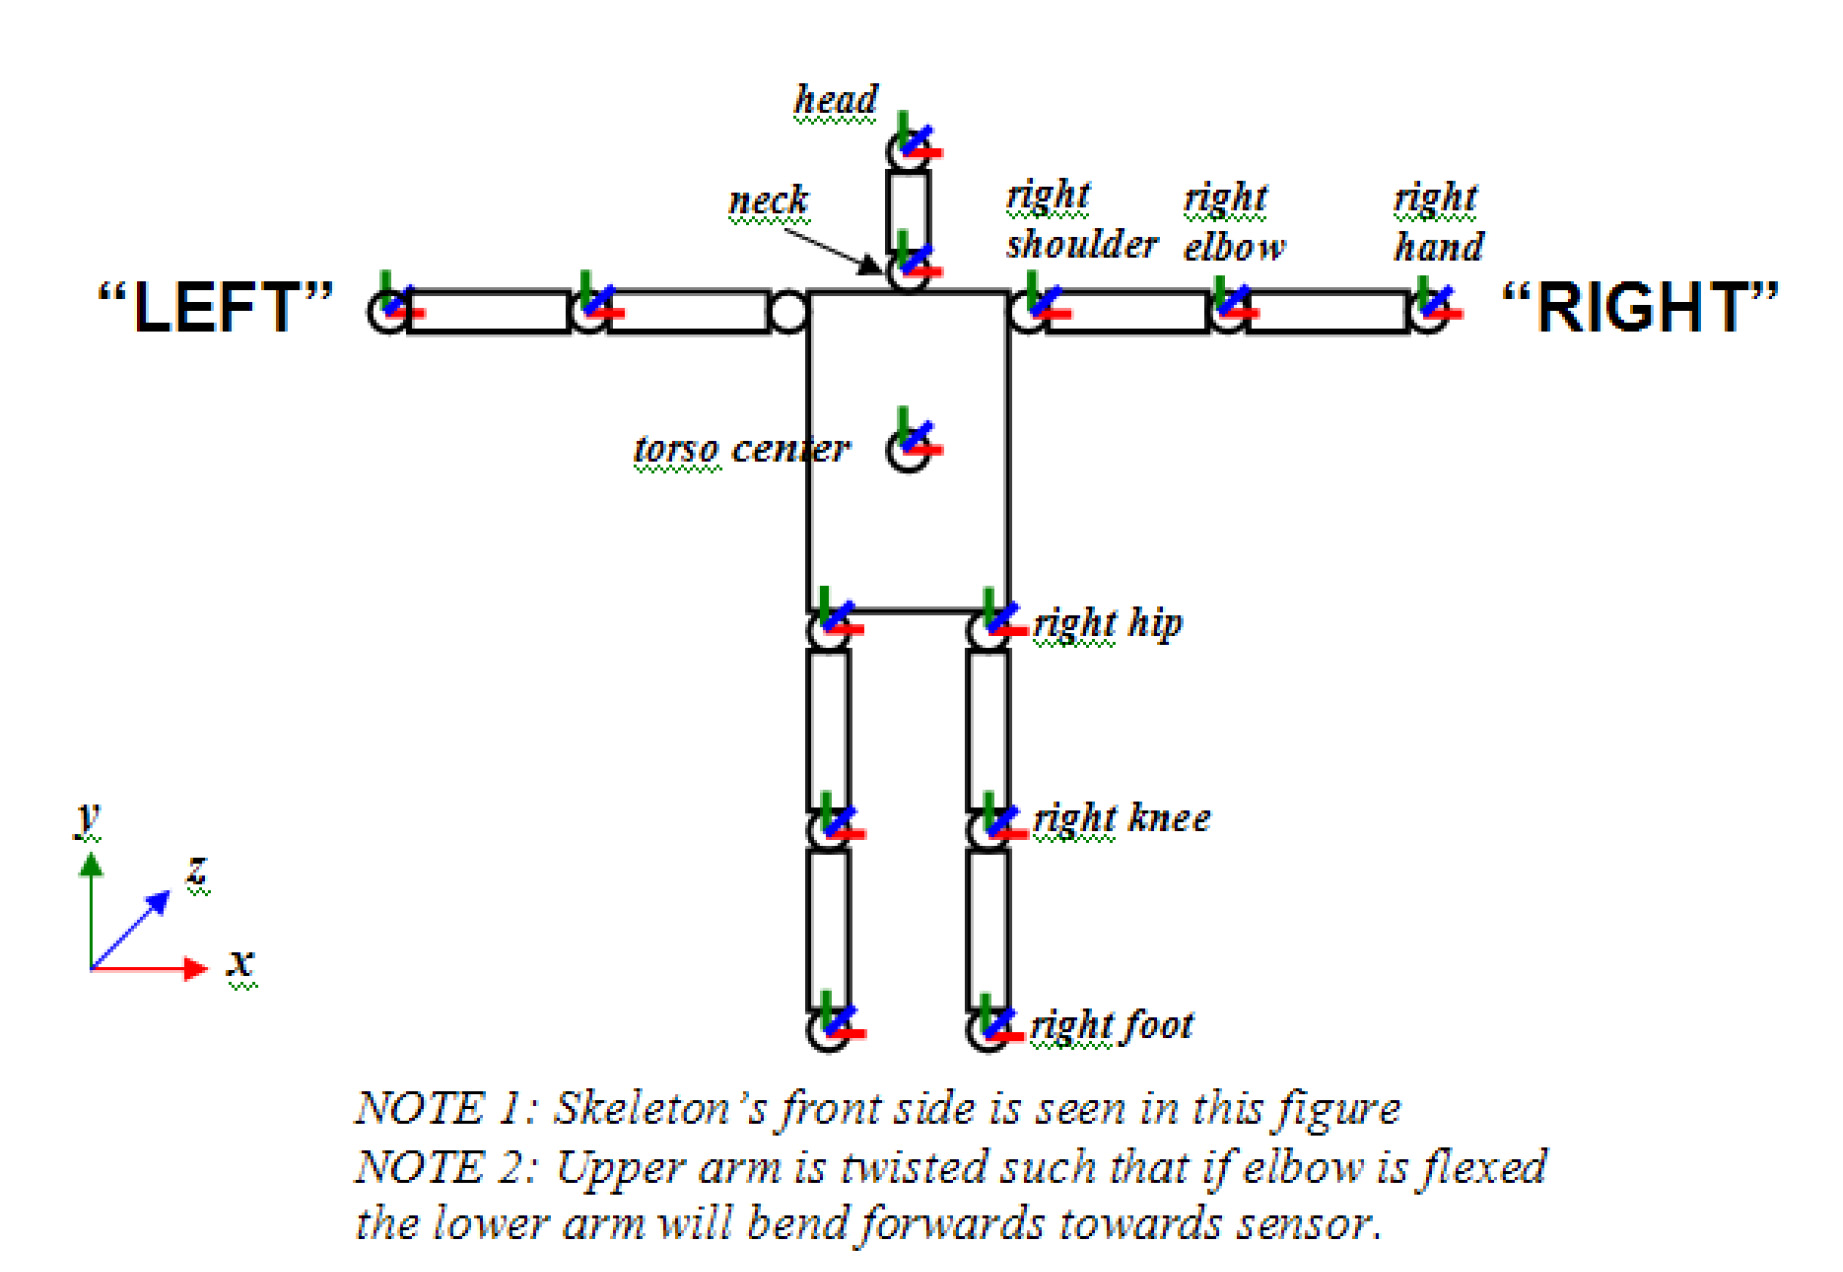 head
neck
right
shoulder
right
elbow
right
hand
“LEFT”
“RIGHT”
torso center
right hip
right knee
y
z
x
right foot
NOTE 1: Skeleton’s front side is seen in this figure
NOTE 2: Upper arm is twisted such that if elbow is flexed
the lower arm will bend forwards towards sensor.